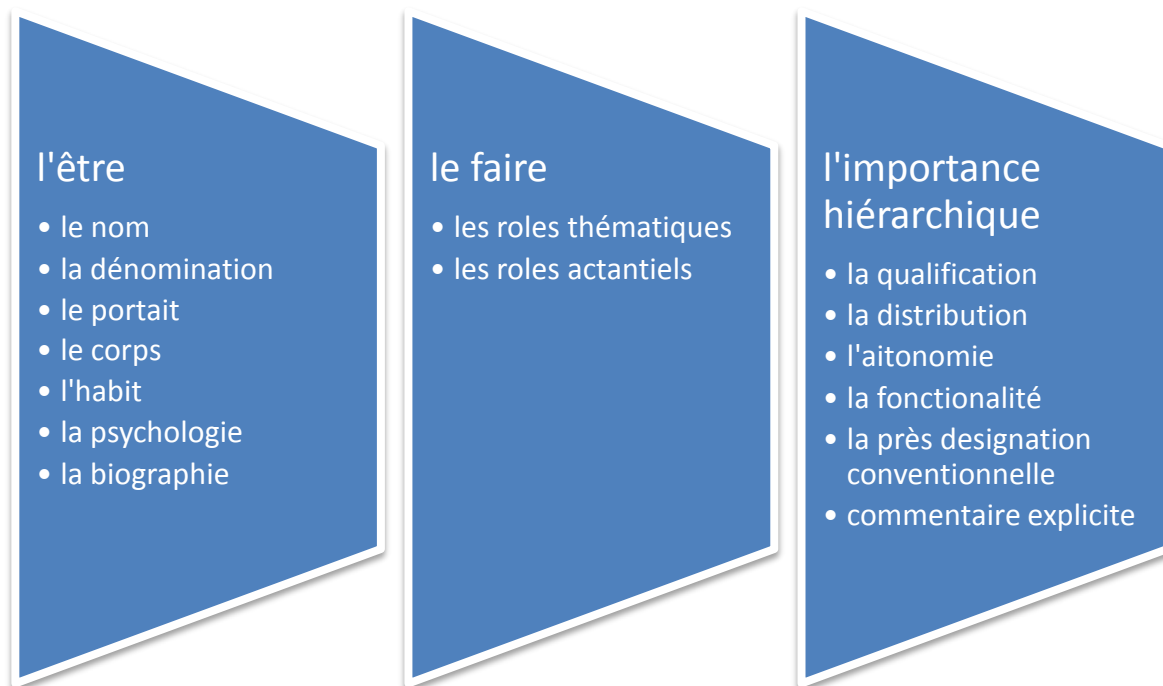 l'être
• le nom
• la dénomination
• le portait
• le corps
• l'habit
• la psychologie
• la biographie
le faire
• les roles thématiques
• les roles actantiels
l'importance
hiérarchique
• la qualification
• la distribution
• l'aitonomie
• la fonctionalité
• la près designation
conventionnelle
• commentaire explicite